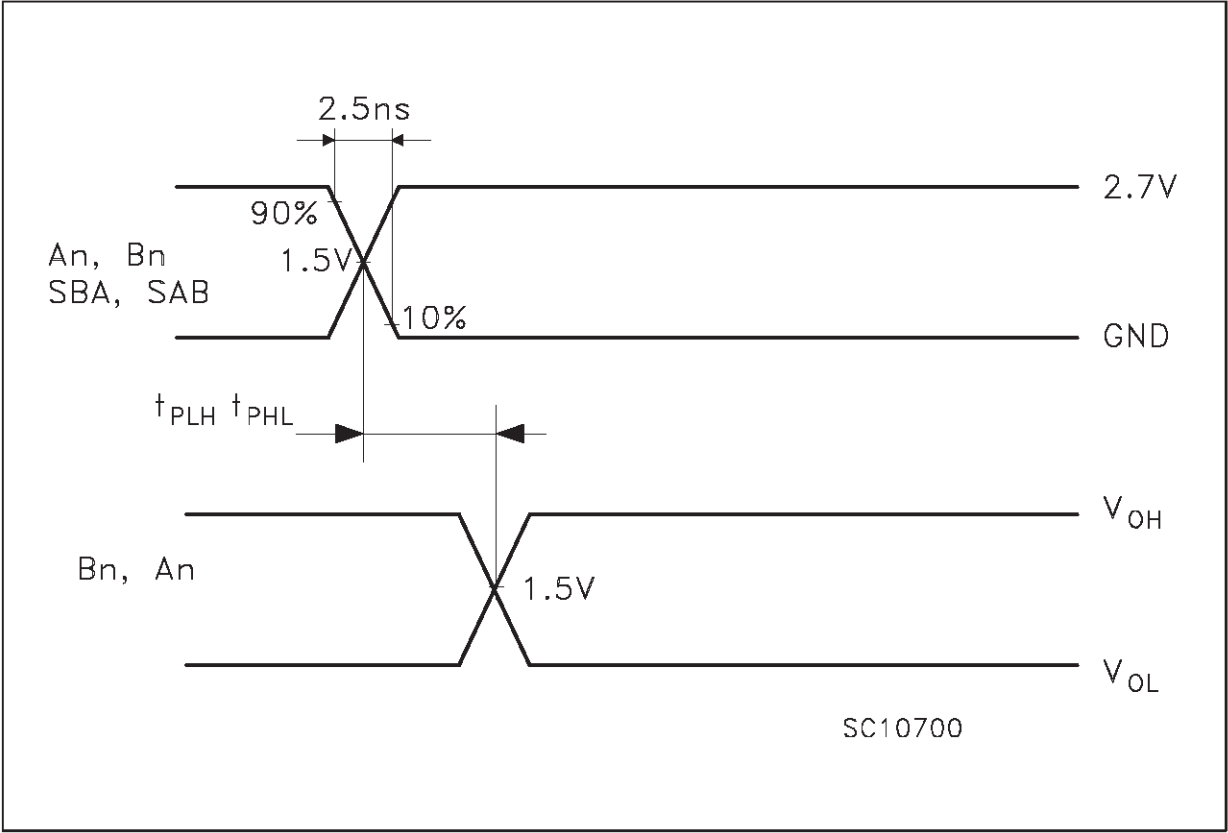 2.5ns
2.7V
90%
An, Bn
SBA, SAB
1.5V
10%
GND
tPLH tPHL
VOH
Bn, An
1.5V
VOL
SC10700